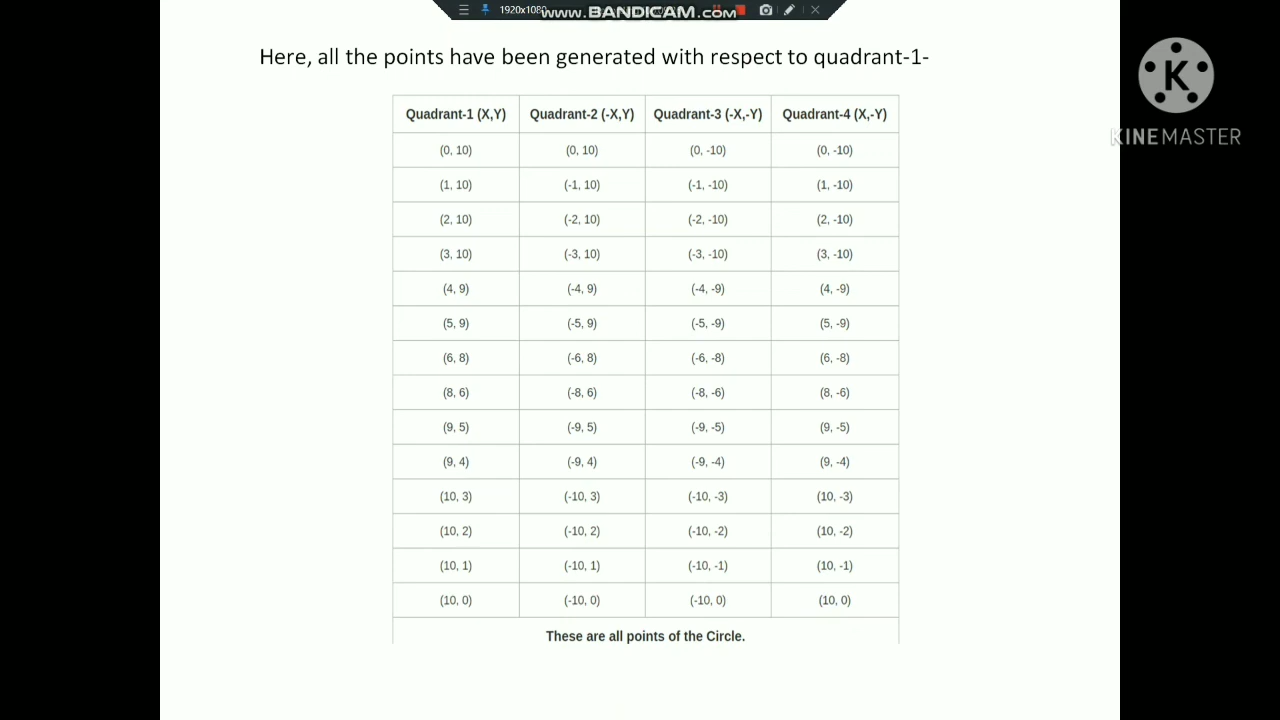 1920x1080
www.BANDICAM.com
Here, all the points have been generated with respect to quadrant-1-
K
KINEMASTER
Quadrant-1 (X,Y) Quadrant-2 (-X,Y) Quadrant-3 (-X,-Y) Quadrant-4 (X,-Y)
(0, 10) (0, 10) (0, -10) (0, -10)
(1, 10) (-1, 10) (-1, -10) (1, -10)
(2, 10) (-2, 10) (-2, -10) (2, -10)
(3, 10) (-3, 10) (-3, -10) (3, -10)
(4, 9) (-4, 9) (-4, -9) (4, -9)
(5, 9) (-5, 9) (-5, -9) (5, -9)
(6, 8) (-6, 8) (-6, -8) (6, -8)
(8, 6) (-8, 6) (-8, -6) (8, -6)
(9, 5) (-9, 5) (-9, -5) (9, -5)
(9, 4) (-9, 4) (-9, -4) (9, -4)
(10, 3) (-10, 3) (-10, -3) (10, -3)
(10, 2) (-10, 2) (-10, -2) (10, -2)
(10, 1) (-10, 1) (-10, -1) (10, -1)
(10, 0) (-10, 0) (-10, 0) (10, 0)
These are all points of the Circle.